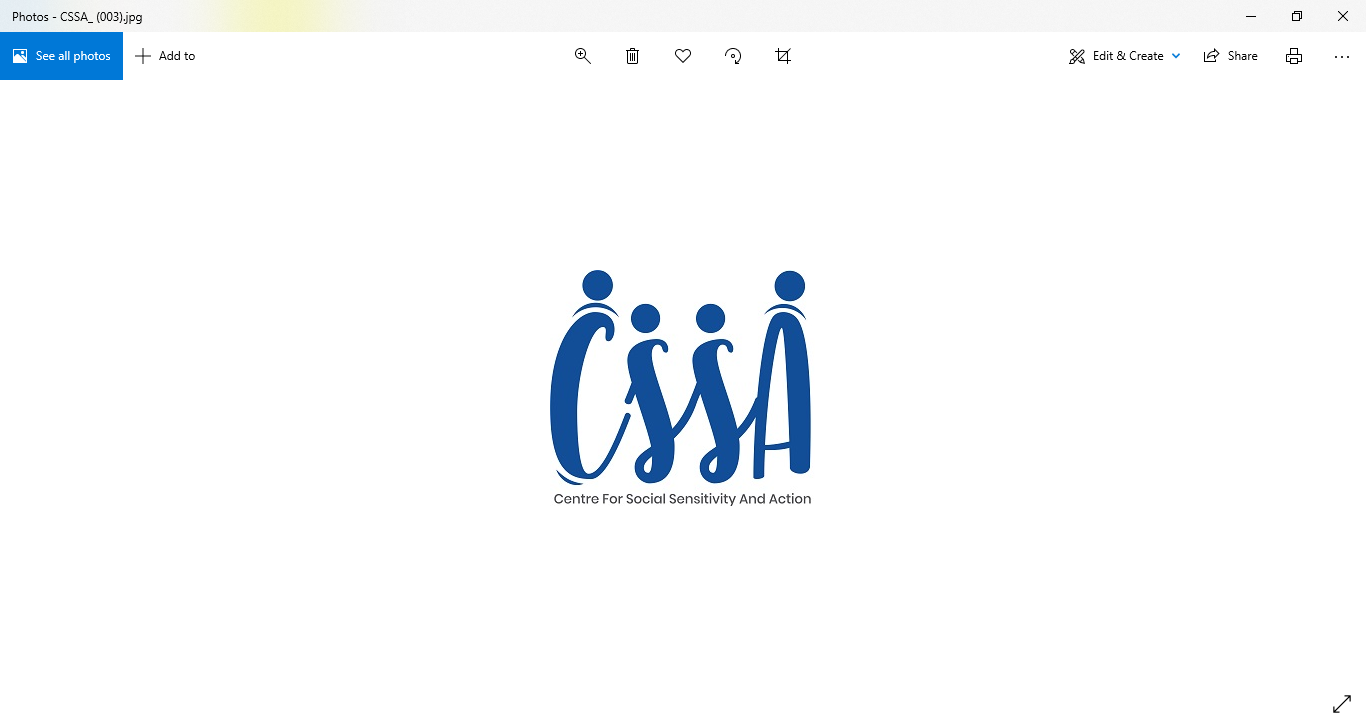 Photos - CSSA_ (003).jpg
See all photos
Add to
Edit & Create
Share
CssA
Centre For Social Sensitivity And Action